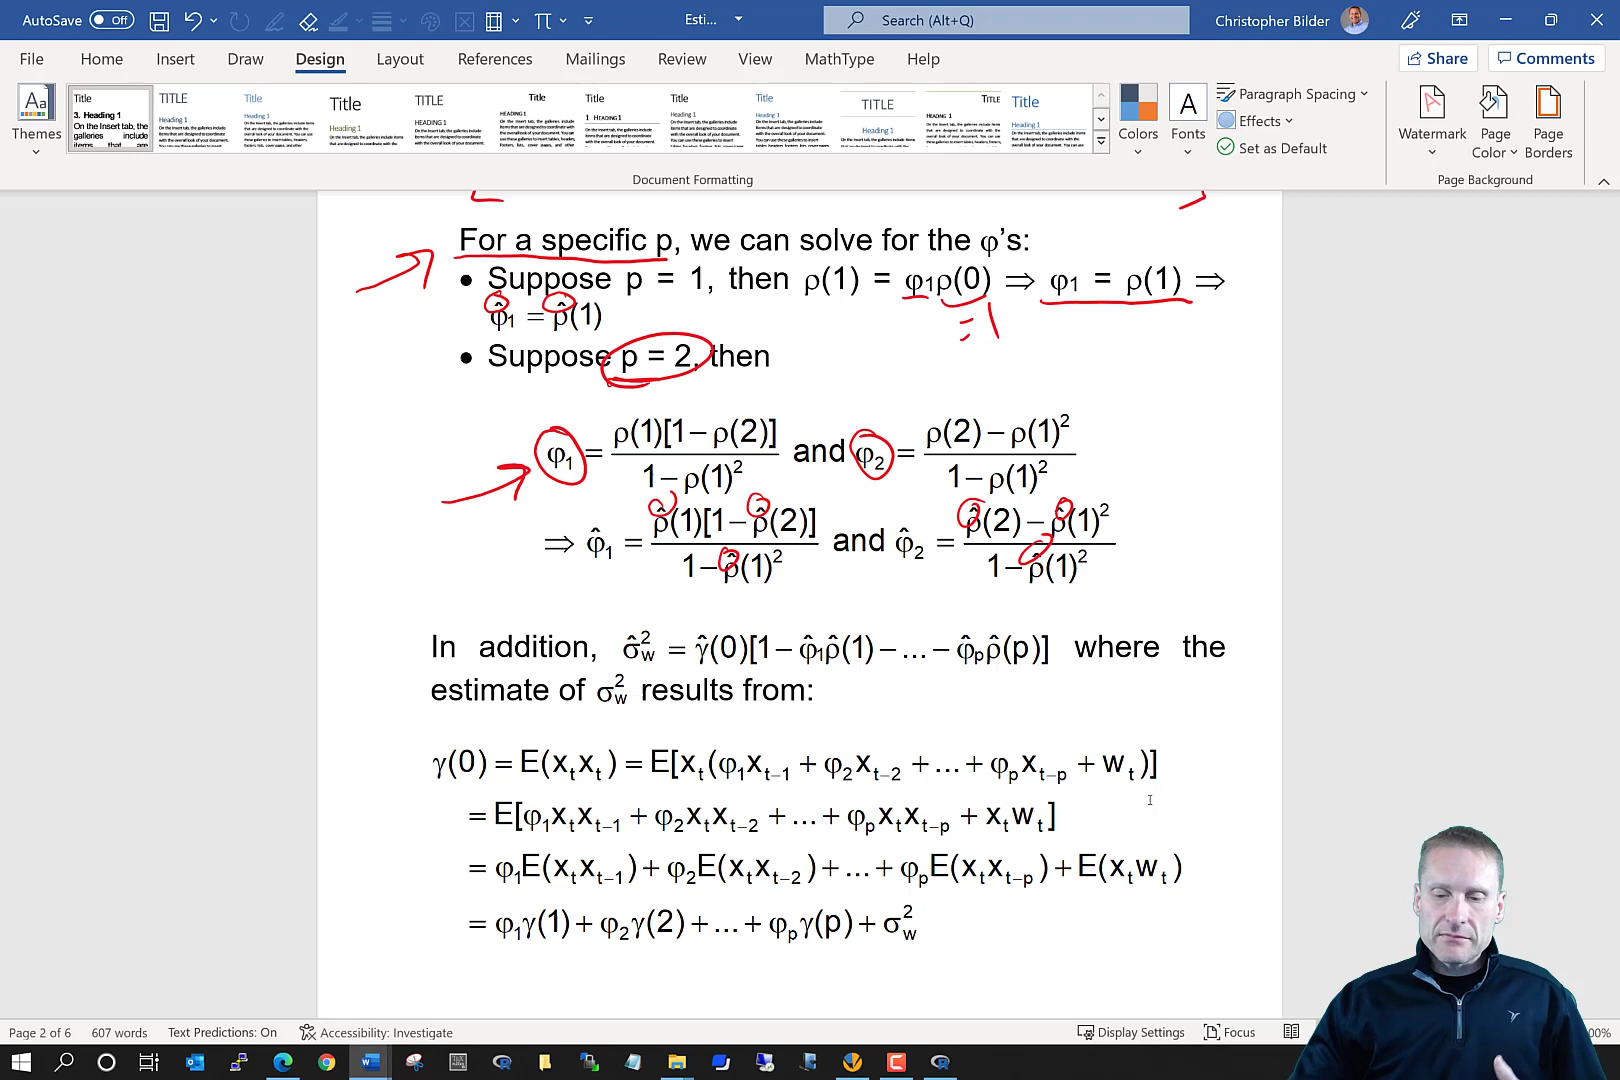 AutoSave Off Esti... Search (Alt+Q) Christopher Bilder
File Home Insert Draw Design Layout References Mailings Review View MathType Help Share Comments
Themes Colors Fonts Paragraph Spacing Effects Set as Default Watermark Page Color Page Borders
Document Formatting Page Background
For a specific p, we can solve for the φ's:
• Suppose p = 1, then ρ(1) = φ₁ρ(0) ⇒ φ₁ = ρ(1) ⇒
φ̂₁ = ρ̂(1)
= 1
• Suppose p = 2, then
φ₁ = ρ(1)[1 − ρ(2)] / 1 − ρ(1)² and φ₂ = ρ(2) − ρ(1)² / 1 − ρ(1)²
⇒ φ̂₁ = ρ̂(1)[1 − ρ̂(2)] / 1 − ρ̂(1)² and φ̂₂ = ρ̂(2) − ρ̂(1)² / 1 − ρ̂(1)²
In addition, σ̂²w = γ̂(0)[1 − φ̂₁ρ̂(1) − ... − φ̂pρ̂(p)] where the
estimate of σ²w results from:
γ(0) = E(xₜxₜ) = E[xₜ(φ₁xₜ₋₁ + φ₂xₜ₋₂ + ... + φpxₜ₋p + wₜ)]
= E[φ₁xₜxₜ₋₁ + φ₂xₜxₜ₋₂ + ... + φpxₜxₜ₋p + xₜwₜ]
= φ₁E(xₜxₜ₋₁) + φ₂E(xₜxₜ₋₂) + ... + φpE(xₜxₜ₋p) + E(xₜwₜ)
= φ₁γ(1) + φ₂γ(2) + ... + φpγ(p) + σ²w
Page 2 of 6 607 words Text Predictions: On Accessibility: Investigate Display Settings Focus